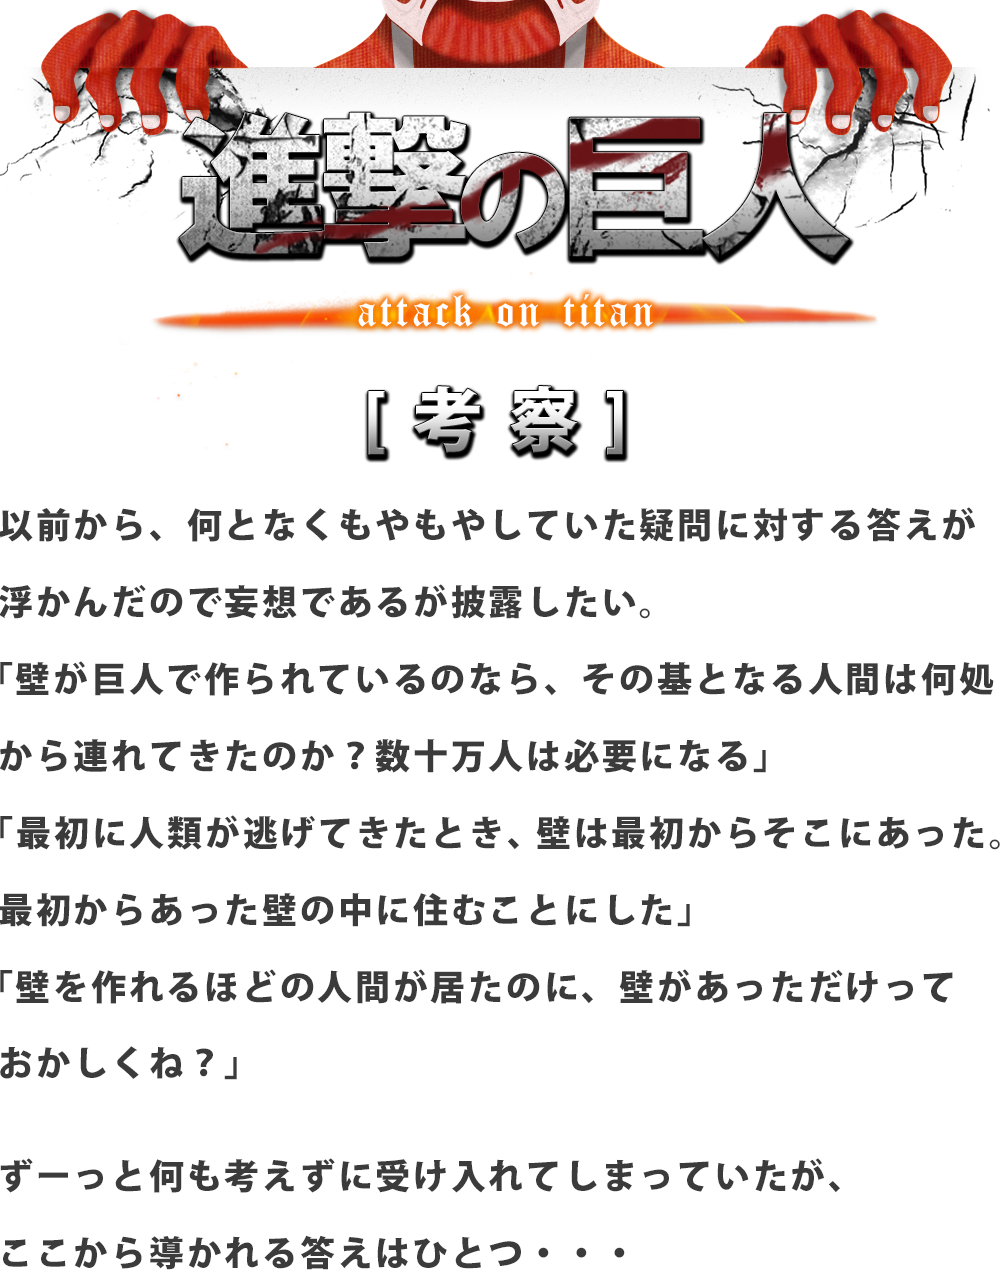 進撃の巨人
attack on titan
[考察]
以前から、何となくもやもやしていた疑問に対する答えが
浮かんだので妄想であるが披露したい。
「壁が巨人で作られているのなら、その基となる人間は何処
から連れてきたのか？数十万人は必要になる」
「最初に人類が逃げてきたとき、壁は最初からそこにあった。
最初からあった壁の中に住むことにした」
「壁を作れるほどの人間が居たのに、壁があっただけって
おかしくね？」
ずーっと何も考えずに受け入れてしまっていたが、
ここから導かれる答えはひとつ・・・